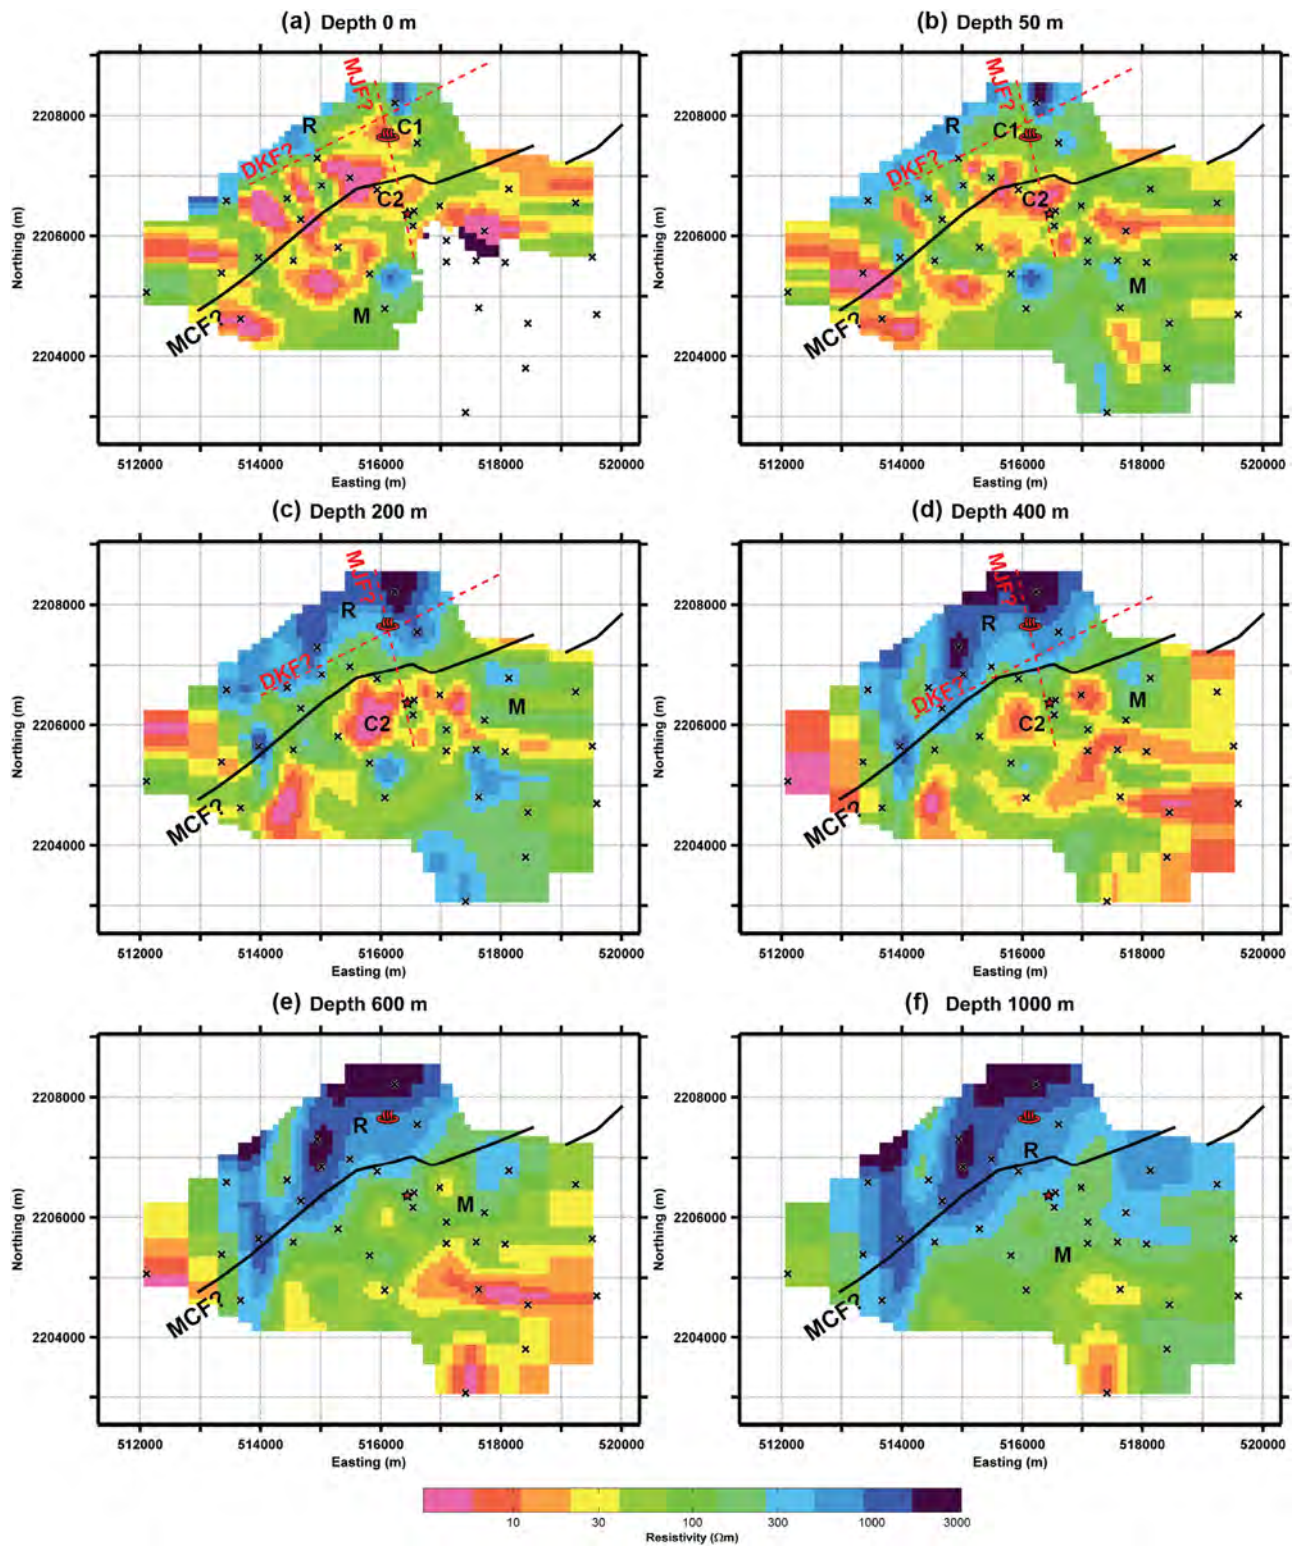 (a) Depth 0 m
(b) Depth 50 m
2208000
2206000
2204000
Northing (m)
MJF?
R
C1
DKF?
C2
M
MCF?
512000 514000 516000 518000 520000
Easting (m)
2208000
2206000
2204000
Northing (m)
MJF?
R
C1
DKF?
C2
M
MCF?
512000 514000 516000 518000 520000
Easting (m)
(c) Depth 200 m
(d) Depth 400 m
2208000
2206000
2204000
Northing (m)
MJF?
R
DKF?
C2
M
MCF?
512000 514000 516000 518000 520000
Easting (m)
2208000
2206000
2204000
Northing (m)
MJF?
R
DKF?
C2
M
MCF?
512000 514000 516000 518000 520000
Easting (m)
(e) Depth 600 m
(f) Depth 1000 m
2208000
2206000
2204000
Northing (m)
R
M
MCF?
512000 514000 516000 518000 520000
Easting (m)
2208000
2206000
2204000
Northing (m)
R
M
MCF?
512000 514000 516000 518000 520000
Easting (m)
10 30 100 300 1000 3000
Resistivity (Ωm)